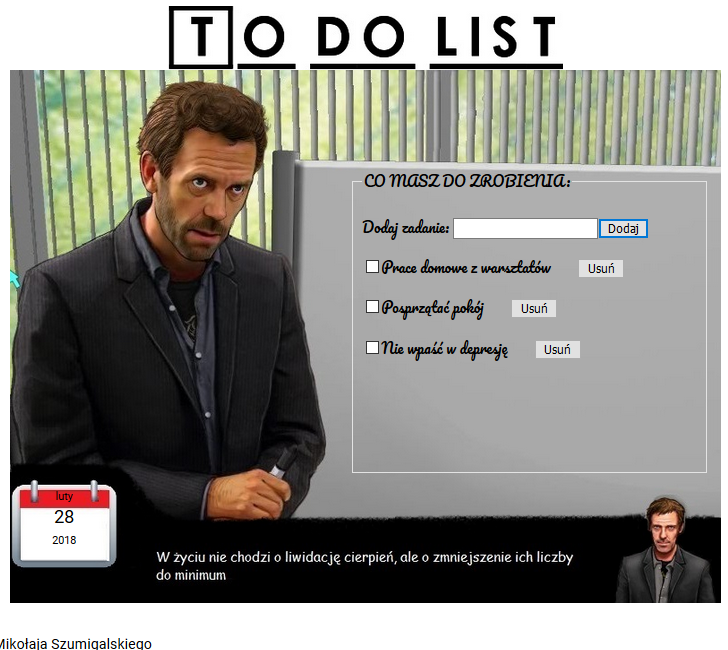 TO DO LIST
CO MASZ DO ZROBIENIA:
Dodaj zadanie: Dodaj
Prace domowe z warsztatów Usuń
Posprzątać pokój Usuń
Nie wpaść w depresję Usuń
luty
28
2018
W życiu nie chodzi o liwidację cierpień, ale o zmniejszenie ich liczby
do minimum
Mikołaja Szumigalskiego